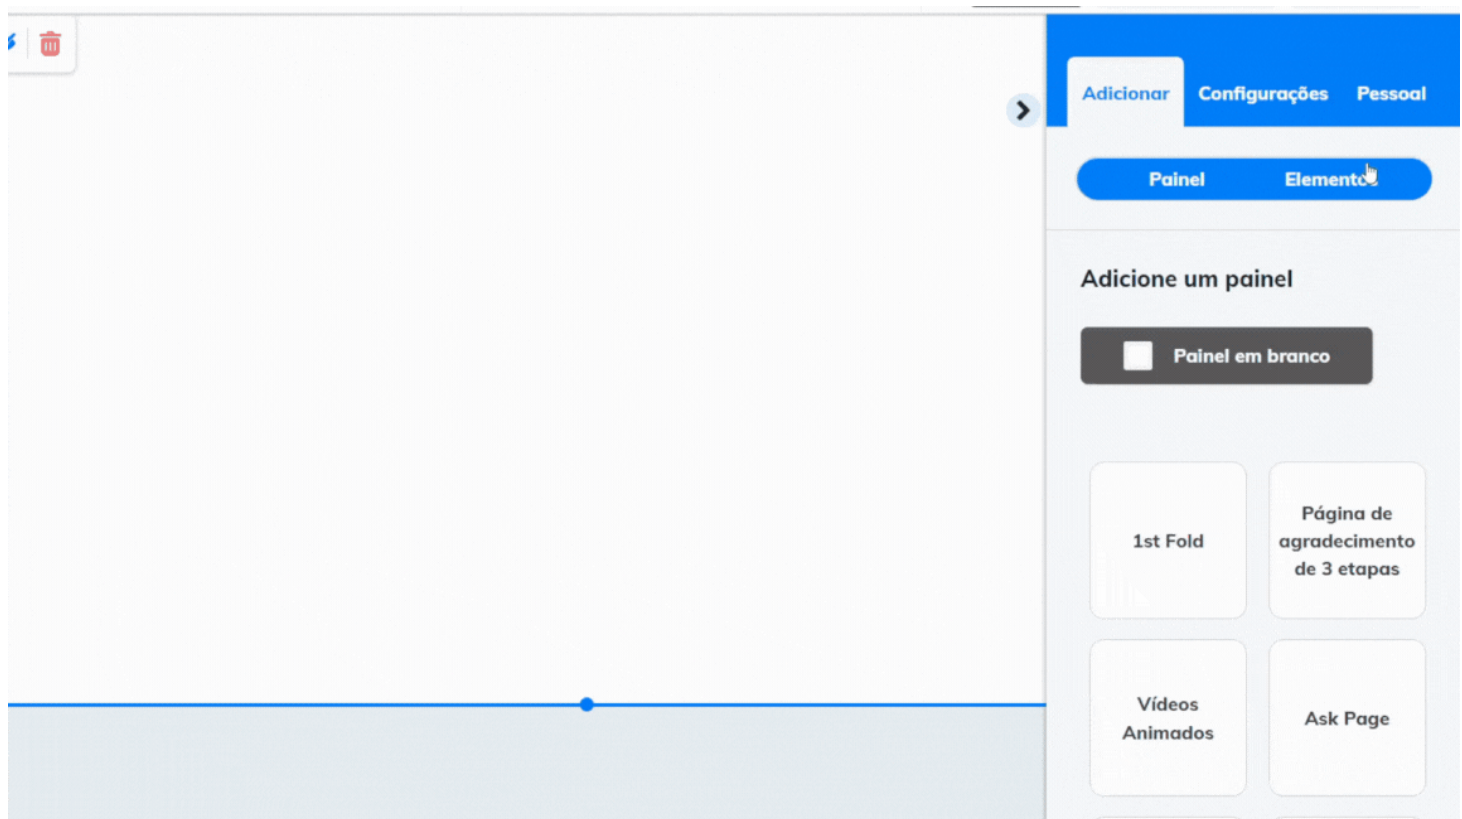 Adicionar Configurações Pessoal
Painel Elementos
Adicione um painel
Painel em branco
1st Fold
Página de
agradecimento
de 3 etapas
Vídeos
Animados
Ask Page